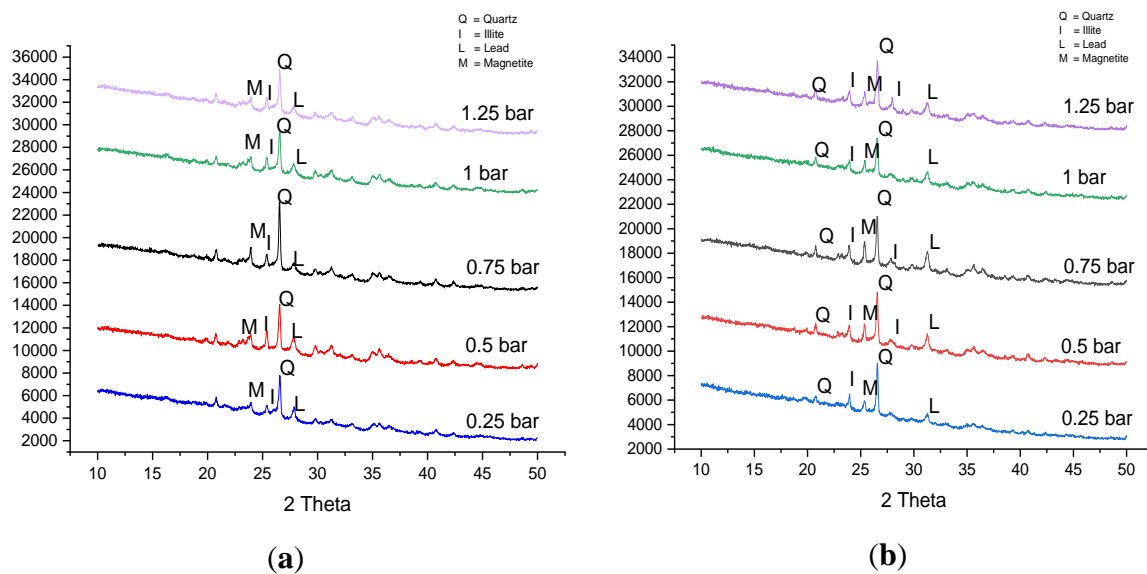 Q = Quartz
I = Illite
L = Lead
M = Magnetite
36000
34000
32000
30000
28000
26000
24000
22000
20000
18000
16000
14000
12000
10000
8000
6000
4000
2000
Q
M I L
1.25 bar
Q
M I L
1 bar
Q
M I L
0.75 bar
Q
M I L
0.5 bar
Q
M I L
0.25 bar
10 15 20 25 30 35 40 45 50
2 Theta
(a)
Q = Quartz
I = Illite
L = Lead
M = Magnetite
34000
32000
30000
28000
26000
24000
22000
20000
18000
16000
14000
12000
10000
8000
6000
4000
2000
Q
Q I M I L
1.25 bar
Q
Q I M L
1 bar
Q
Q I M I L
0.75 bar
Q
Q I M I L
0.5 bar
Q
Q I M L
0.25 bar
10 15 20 25 30 35 40 45 50
2 Theta
(b)